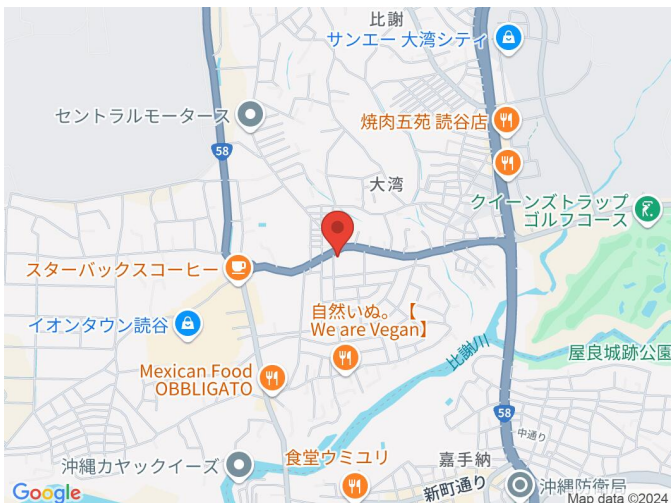 比謝
サンエー 大湾シティ
セントラルモータース
焼肉五苑 読谷店
58
大湾
クイーンズトラップ
ゴルフコース
スターバックスコーヒー
自然いぬ。【
We are Vegan】
イオンタウン読谷
比謝川
屋良城跡公園
Mexican Food
OBBLIGATO
58
中通り
嘉手納
沖縄カヤックイーズ
食堂ウミユリ
新町通り
沖縄防衛局
Google
Map data ©2024